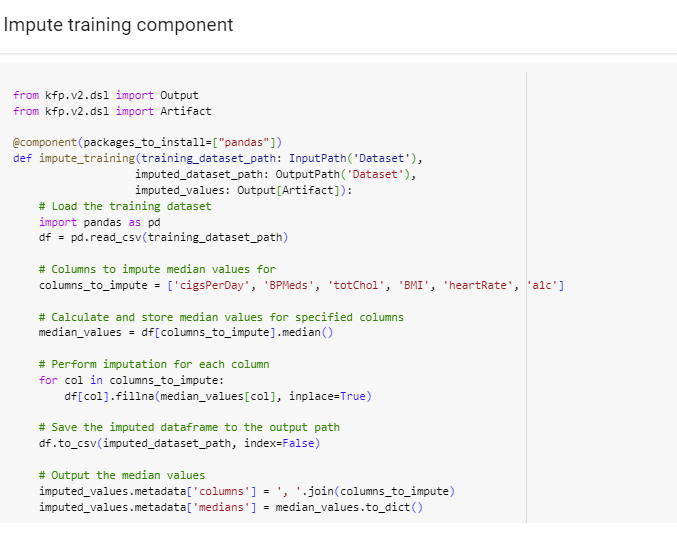 Impute training component
from kfp.v2.dsl import Output
from kfp.v2.dsl import Artifact
@component(packages_to_install=["pandas"])
def impute_training(training_dataset_path: InputPath('Dataset'),
imputed_dataset_path: OutputPath('Dataset'),
imputed_values: Output[Artifact]):
# Load the training dataset
import pandas as pd
df = pd.read_csv(training_dataset_path)
# Columns to impute median values for
columns_to_impute = ['cigsPerDay', 'BPMeds', 'totChol', 'BMI', 'heartRate', 'a1c']
# Calculate and store median values for specified columns
median_values = df[columns_to_impute].median()
# Perform imputation for each column
for col in columns_to_impute:
df[col].fillna(median_values[col], inplace=True)
# Save the imputed dataframe to the output path
df.to_csv(imputed_dataset_path, index=False)
# Output the median values
imputed_values.metadata['columns'] = ', '.join(columns_to_impute)
imputed_values.metadata['medians'] = median_values.to_dict()